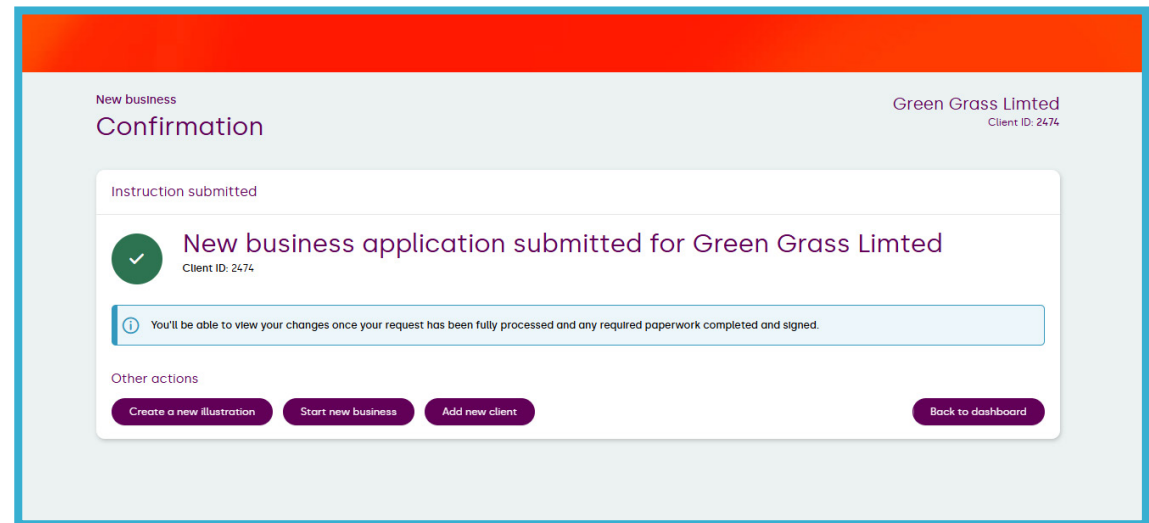 New business
Confirmation
Green Grass Limted
Client ID: 2474
Instruction submitted
New business application submitted for Green Grass Limted
Client ID: 2474
You'll be able to view your changes once your request has been fully processed and any required paperwork completed and signed.
Other actions
Create a new illustration
Start new business
Add new client
Back to dashboard